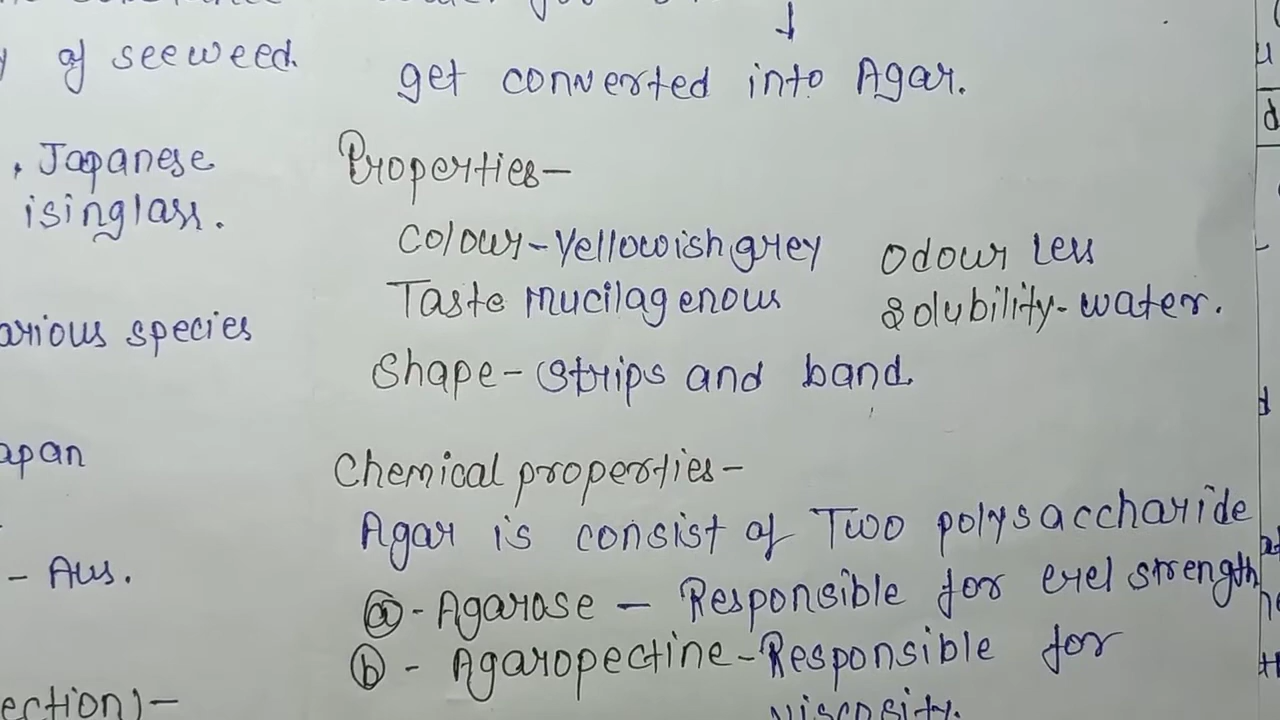 of seeweed.
, Japanese
isinglass.
arious species
apan
- Aus.
ection)-
get converted into Agar.
Properties-
Colour-Yellowish grey Odour less
Taste mucilagenous Solubility-water.
Shape- Strips and band.
Chemical properties-
Agar is consist of Two polysaccharide
(a)-Agarose - Responsible for strength
(b) - Agaropectine-Responsible for
viscosity.